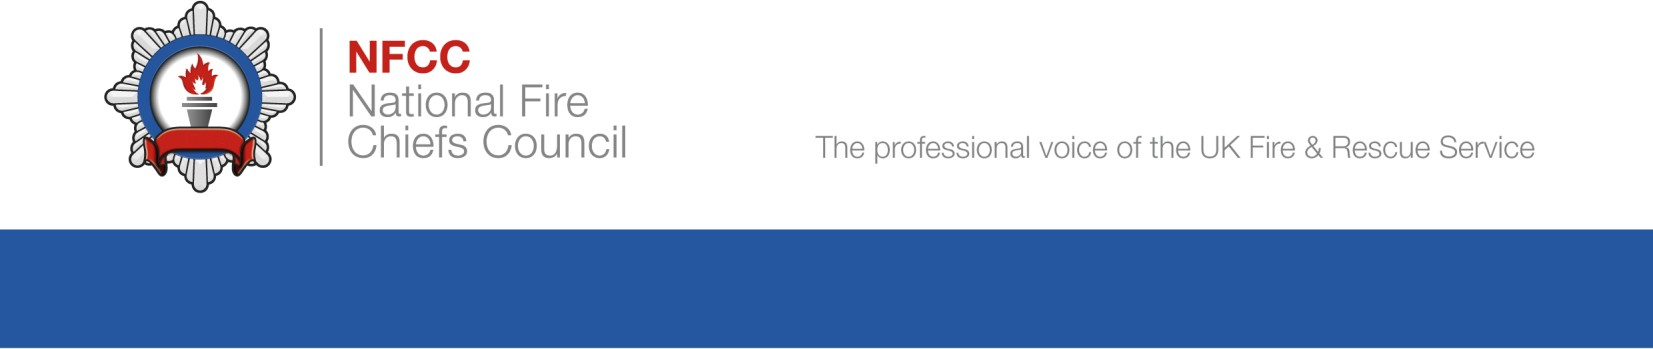 NFCC
National Fire
Chiefs Council
The professional voice of the UK Fire & Rescue Service